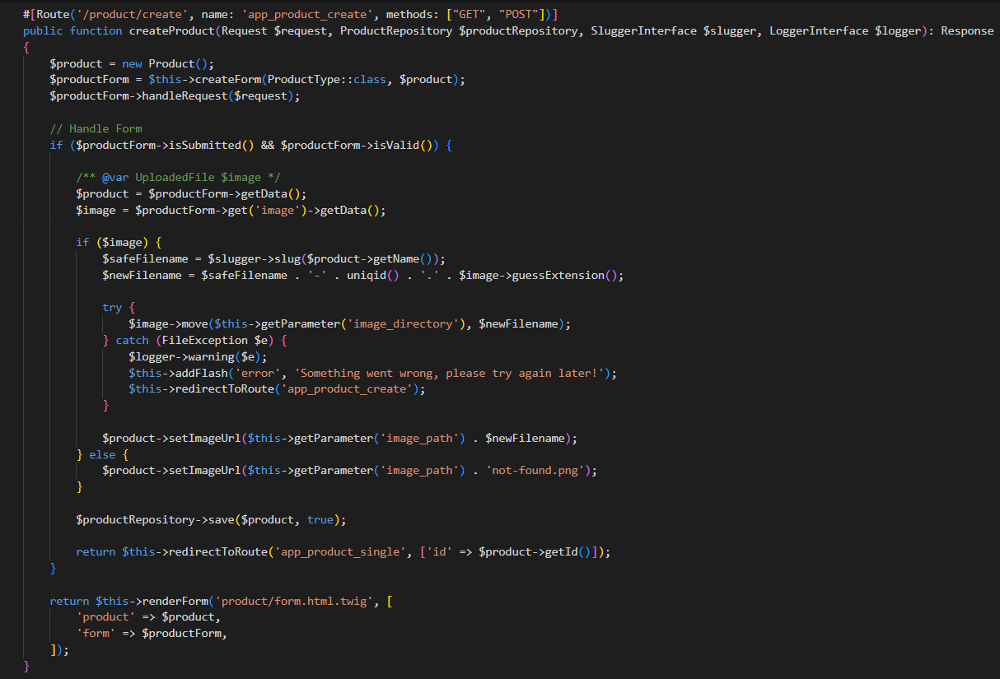 #[Route('/product/create', name: 'app_product_create', methods: ["GET", "POST"])]
public function createProduct(Request $request, ProductRepository $productRepository, SluggerInterface $slugger, LoggerInterface $logger): Response
{
    $product = new Product();
    $productForm = $this->createForm(ProductType::class, $product);
    $productForm->handleRequest($request);

    // Handle Form
    if ($productForm->isSubmitted() && $productForm->isValid()) {

        /** @var UploadedFile $image */
        $product = $productForm->getData();
        $image = $productForm->get('image')->getData();

        if ($image) {
            $safeFilename = $slugger->slug($product->getName());
            $newFilename = $safeFilename . '-' . uniqid() . '.' . $image->guessExtension();

            try {
                $image->move($this->getParameter('image_directory'), $newFilename);
            } catch (FileException $e) {
                $logger->warning($e);
                $this->addFlash('error', 'Something went wrong, please try again later!');
                $this->redirectToRoute('app_product_create');
            }

            $product->setImageUrl($this->getParameter('image_path') . $newFilename);
        } else {
            $product->setImageUrl($this->getParameter('image_path') . 'not-found.png');
        }

        $productRepository->save($product, true);

        return $this->redirectToRoute('app_product_single', ['id' => $product->getId()]);
    }

    return $this->renderForm('product/form.html.twig', [
        'product' => $product,
        'form' => $productForm,
    ]);
}